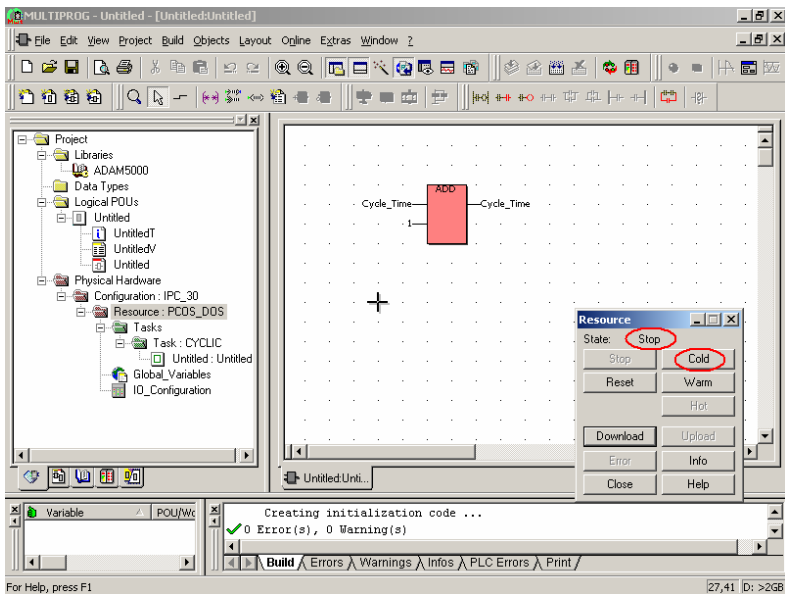 MULTIPROG - Untitled - [Untitled:Untitled]
File Edit View Project Build Objects Layout Online Extras Window ?
Project
Libraries
ADAM5000
Data Types
Logical POUs
Untitled
UntitledT
UntitledV
Untitled
Physical Hardware
Configuration : IPC_30
Resource : PCOS_DOS
Tasks
Task : CYCLIC
Untitled : Untitled
Global_Variables
IO_Configuration
ADD
Cycle_Time Cycle_Time
1
Untitled:Unti...
Resource
State: Stop
Stop Cold
Reset Warm
Hot
Download Upload
Error Info
Close Help
Variable POU/Wo
Creating initialization code ...
0 Error(s), 0 Warning(s)
Build Errors Warnings Infos PLC Errors Print
For Help, press F1 27,41 D: >2GB